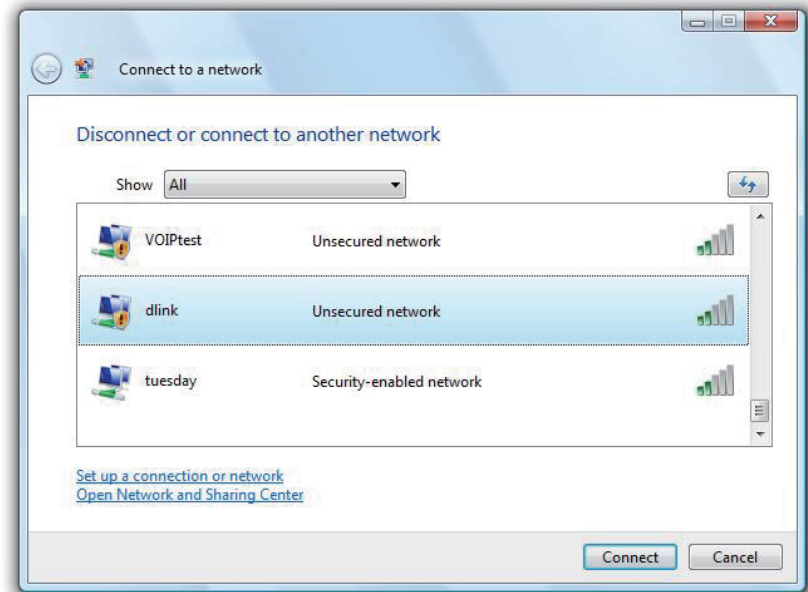 Connect to a network
Disconnect or connect to another network
Show All
VOIPtest Unsecured network
dlink Unsecured network
tuesday Security-enabled network
Set up a connection or network
Open Network and Sharing Center
Connect Cancel